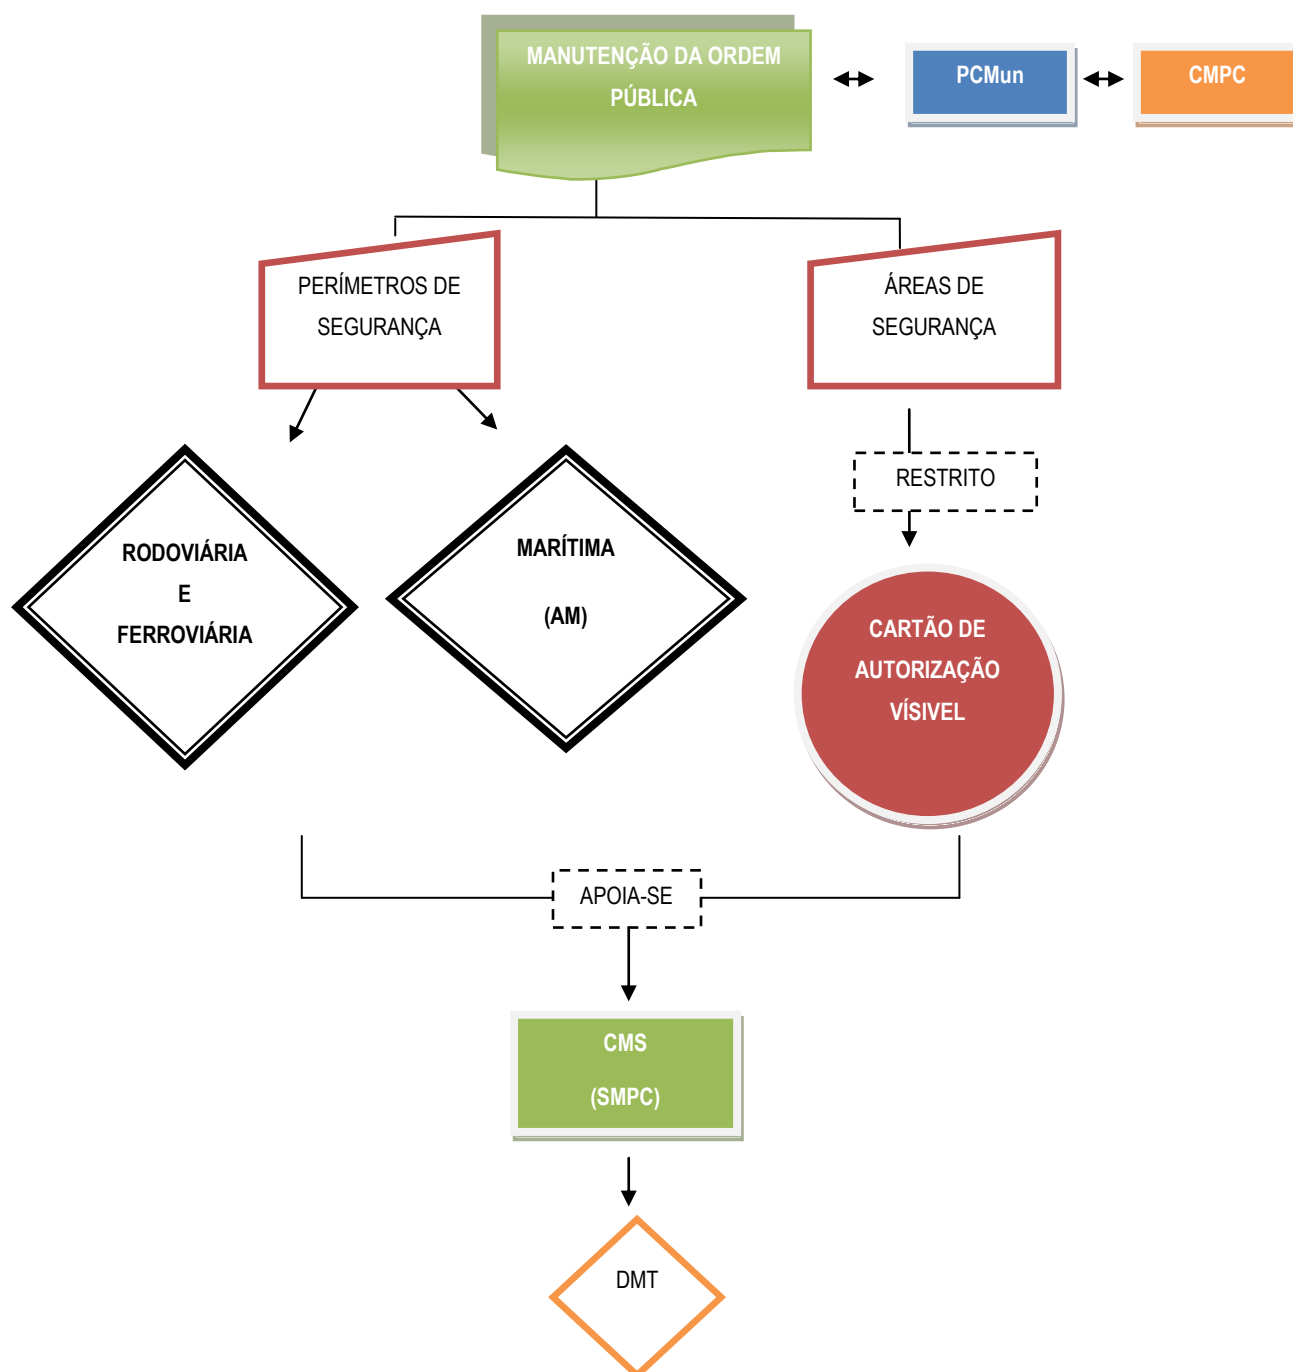 MANUTENÇÃO DA ORDEM
PÚBLICA
PCMun
CMPC
PERÍMETROS DE
SEGURANÇA
ÁREAS DE
SEGURANÇA
RESTRITO
RODOVIÁRIA
E
FERROVIÁRIA
MARÍTIMA
(AM)
CARTÃO DE
AUTORIZAÇÃO
VÍSIVEL
APOIA-SE
CMS
(SMPC)
DMT